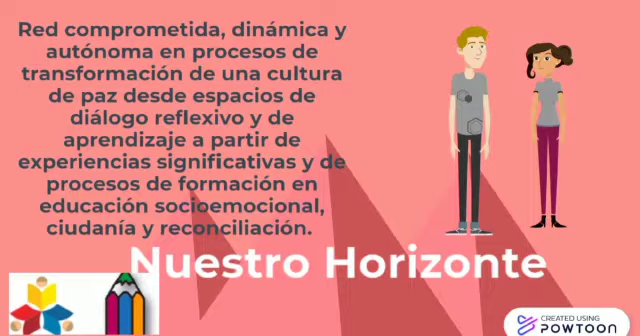 Red comprometida, dinámica y
autónoma en procesos de
transformación de una cultura
de paz desde espacios de
diálogo reflexivo y de
aprendizaje a partir de
experiencias significativas y de
procesos de formación en
educación socioemocional,
ciudanía y reconciliación.
Nuestro Horizonte
CREATED USING
POWTOON